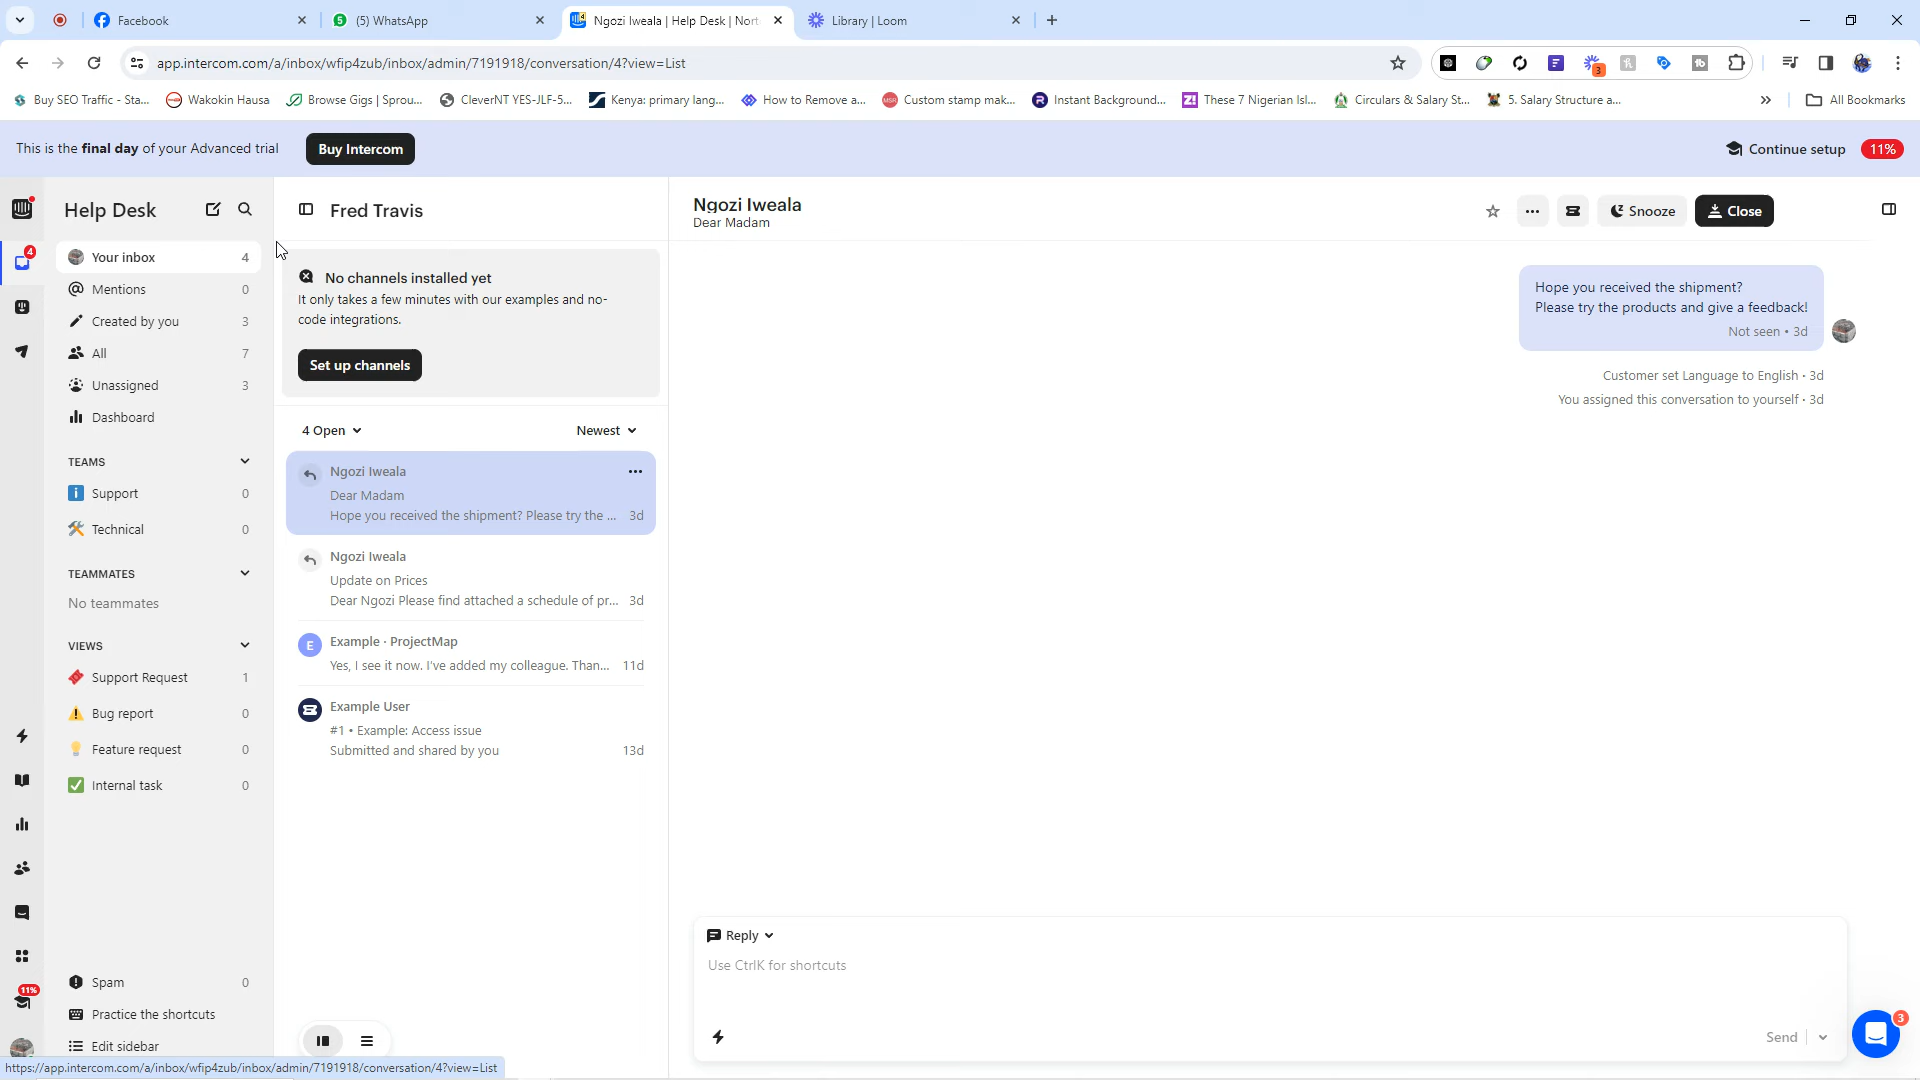 Facebook
(5) WhatsApp
Ngozi Iweala | Help Desk | Nort
Library | Loom
app.intercom.com/a/inbox/wfip4zub/inbox/admin/7191918/conversation/4?view=List
3
Buy SEO Traffic - Sta...
Wakokin Hausa
Browse Gigs | Sprou...
CleverNT YES-JLF-5...
Kenya: primary lang...
How to Remove a...
Custom stamp mak...
Instant Background...
These 7 Nigerian Isl...
Circulars & Salary St...
5. Salary Structure a...
All Bookmarks
This is the final day of your Advanced trial
Buy Intercom
Continue setup
11%
Help Desk
4
Your inbox 4
Mentions 0
Created by you 3
All 7
Unassigned 3
Dashboard
TEAMS
Support 0
Technical 0
TEAMMATES
No teammates
VIEWS
Support Request 1
Bug report 0
Feature request 0
Internal task 0
11%
Spam 0
Practice the shortcuts
Edit sidebar
Fred Travis
No channels installed yet
It only takes a few minutes with our examples and no-
code integrations.
Set up channels
4 Open
Newest
Ngozi Iweala
Dear Madam
Hope you received the shipment? Please try the ... 3d
Ngozi Iweala
Update on Prices
Dear Ngozi Please find attached a schedule of pr... 3d
E
Example · ProjectMap
Yes, I see it now. I've added my colleague. Than... 11d
Example User
#1 • Example: Access issue
Submitted and shared by you 13d
Ngozi Iweala
Dear Madam
Snooze
Close
Hope you received the shipment?
Please try the products and give a feedback!
Not seen • 3d
Customer set Language to English • 3d
You assigned this conversation to yourself • 3d
Reply
Use CtrlK for shortcuts
Send
3
https://app.intercom.com/a/inbox/wfip4zub/inbox/admin/7191918/conversation/4?view=List